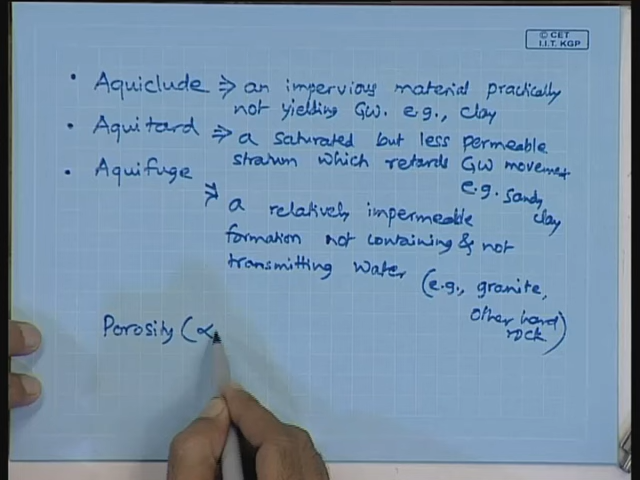 © CET
I.I.T. KGP
• Aquiclude ⇒ an impervious material practically
not yielding GW. e.g., clay
• Aquitard ⇒ a saturated but less permeable
stratum which retards GW movement
e.g. sandy clay
• Aquifuge ⇒
a relatively impermeable
formation not containing & not
transmitting water (e.g., granite,
other hard
rock)
Porosity (α